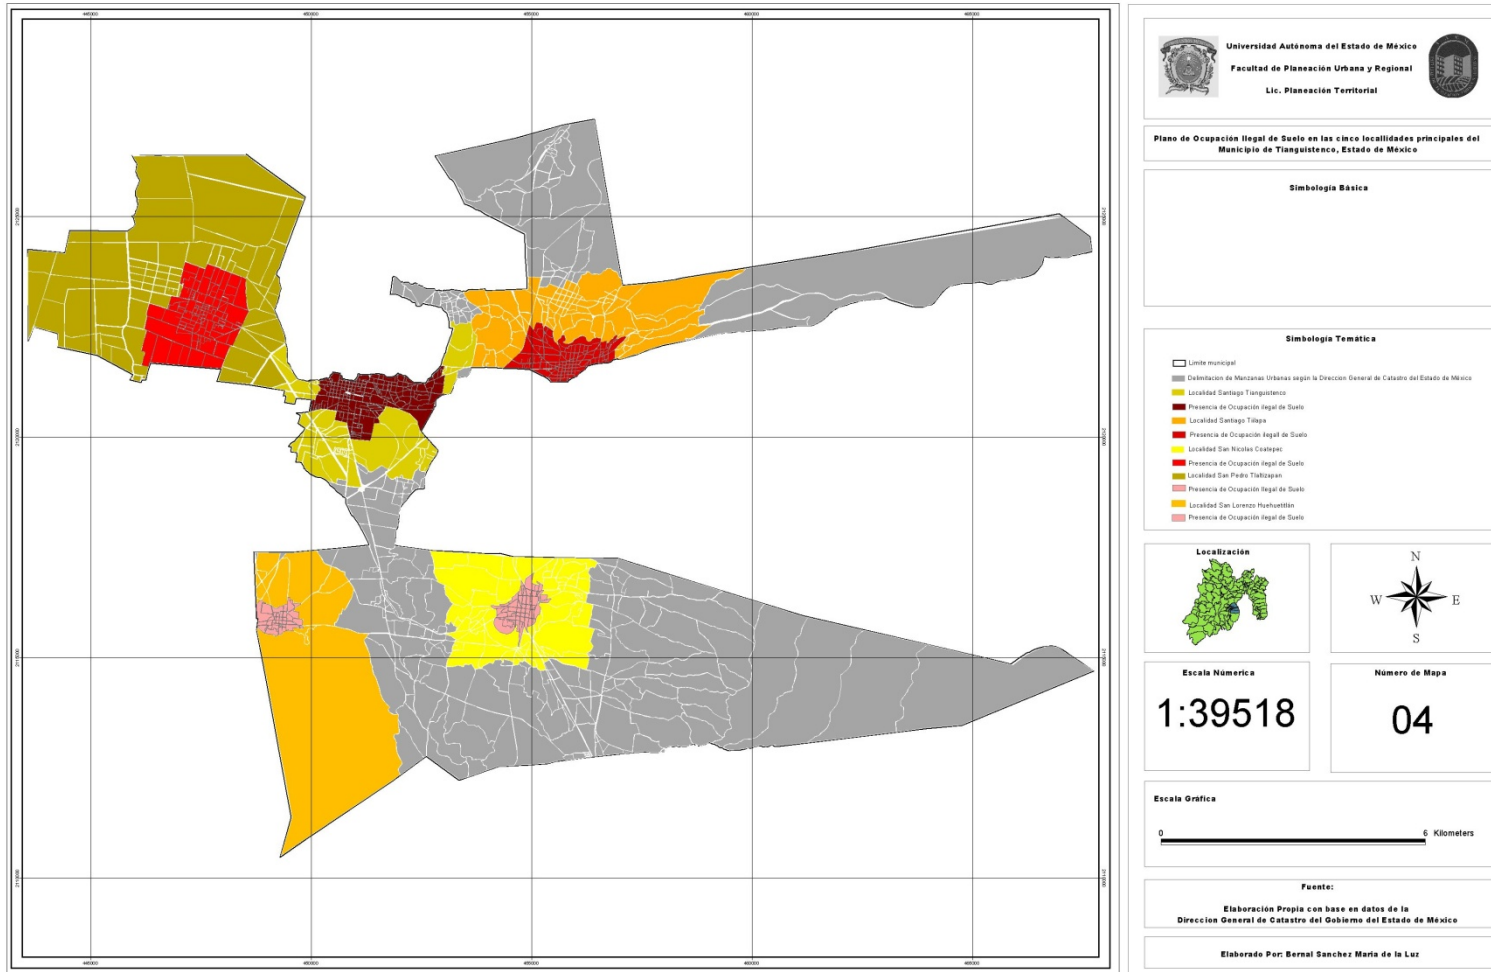 Universidad Autónoma del Estado de México
Facultad de Planeación Urbana y Regional
Lic. Planeación Territorial
Plano de Ocupación Ilegal de Suelo en las cinco localllidades principales del
Municipio de Tianguistenco, Estado de México
Simbología Básica
Simbología Temática
Limite municipal
Delimitacion de Manzanas Urbanas según la Direccion General de Catastro del Estado de México
Localidad Santiago Tianguistenco
Presencia de Ocupación ilegal de Suelo
Localidad Santiago Tilapa
Presencia de Ocupación ilegall de Suelo
Localidad San Nicolas Coatepec
Presencia de Ocupación ilegal de Suelo
Localidad San Pedro Tlaltizapan
Presencia de Ocupación Ilegal de Suelo
Localidad San Lorenzo Huehuetitlán
Presencia de Ocupación ilegal de Suelo
Localización
N
W E
S
Escala Númerica
1:39518
Número de Mapa
04
Escala Gráfica
0 6 Kilometers
Fuente:
Elaboración Propia con base en datos de la
Direccion General de Catastro del Gobierno del Estado de México
Elaborado Por: Bernal Sanchez Maria de la Luz